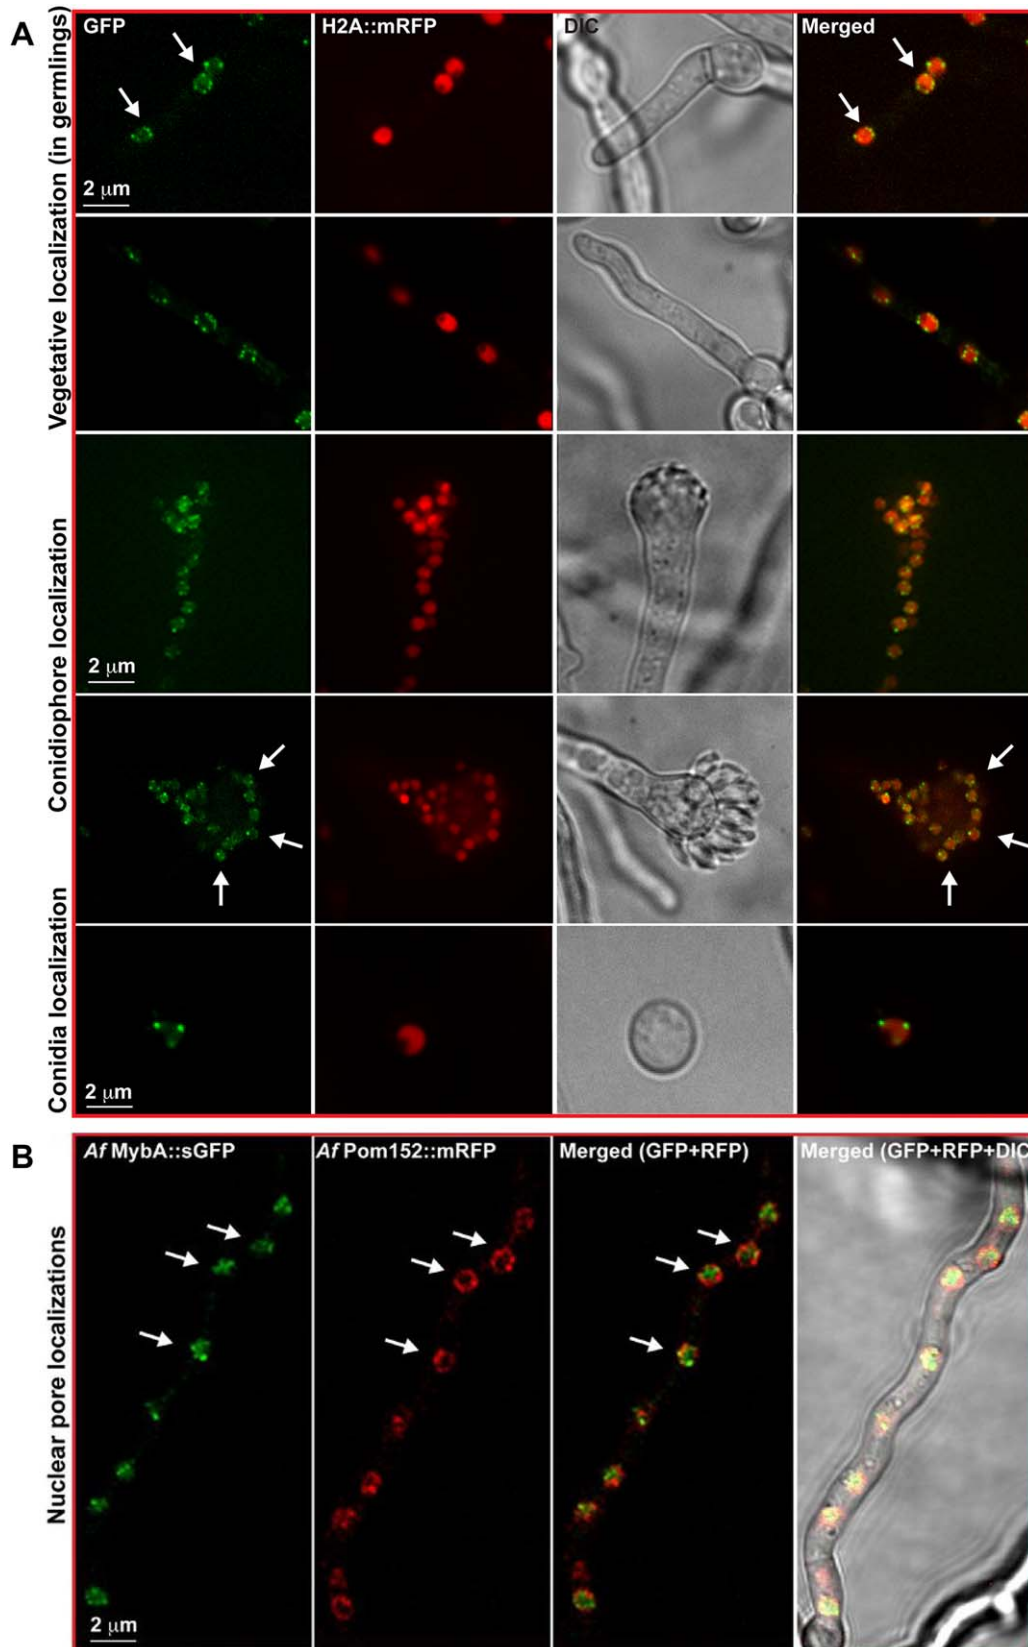 A
GFP
H2A::mRFP
DIC
Merged
Vegetative localization (in germlings)
2 μm
Conidiophore localization
2 μm
Conidia localization
2 μm
B
Af MybA::sGFP
Af Pom152::mRFP
Merged (GFP+RFP)
Merged (GFP+RFP+DIC
Nuclear pore localizations
2 μm